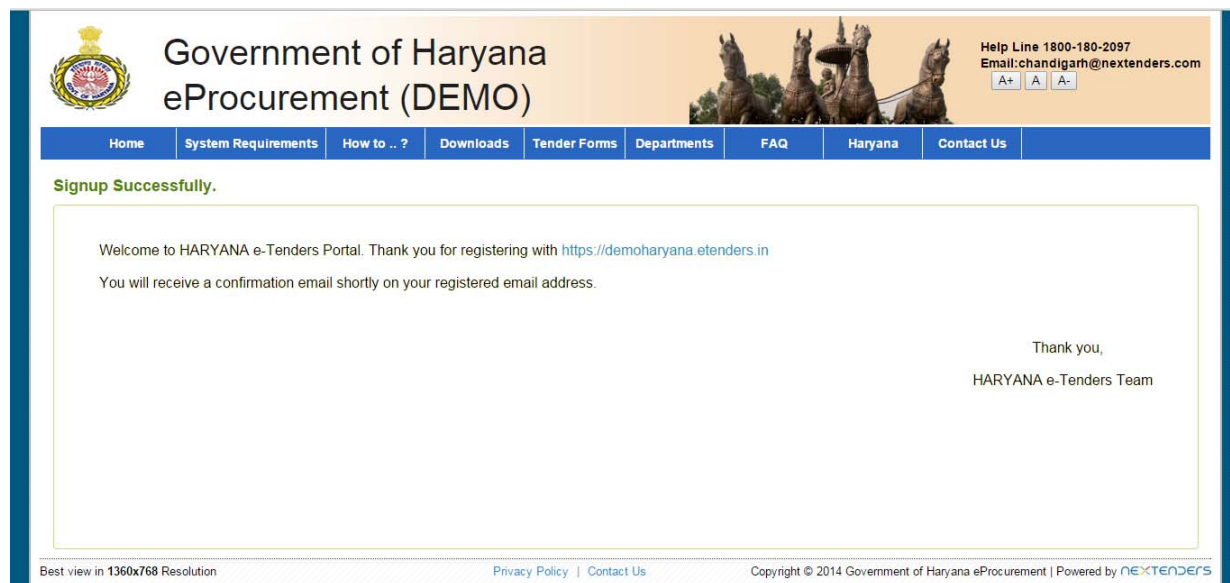 Government of Haryana
eProcurement (DEMO)
Help Line 1800-180-2097
Email:chandigarh@nextenders.com
A+ A A-
Home System Requirements How to .. ? Downloads Tender Forms Departments FAQ Haryana Contact Us
Signup Successfully.
Welcome to HARYANA e-Tenders Portal. Thank you for registering with https://demoharyana.etenders.in
You will receive a confirmation email shortly on your registered email address.
Thank you,
HARYANA e-Tenders Team
Best view in 1360x768 Resolution Privacy Policy | Contact Us Copyright © 2014 Government of Haryana eProcurement | Powered by NEXTENDERS